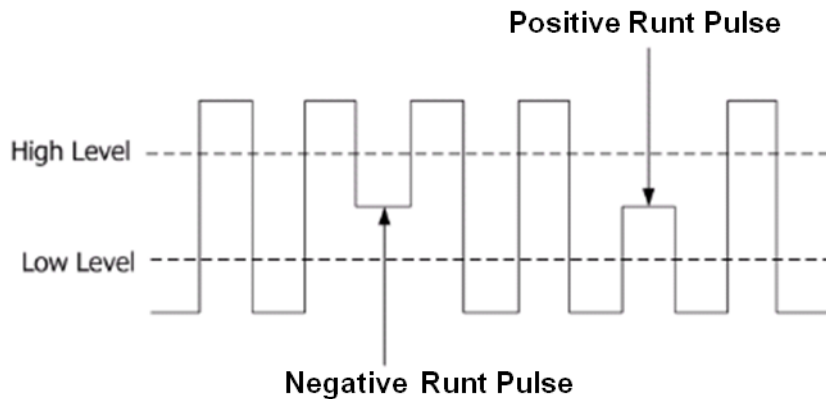 Positive Runt Pulse
High Level
Low Level
Negative Runt Pulse